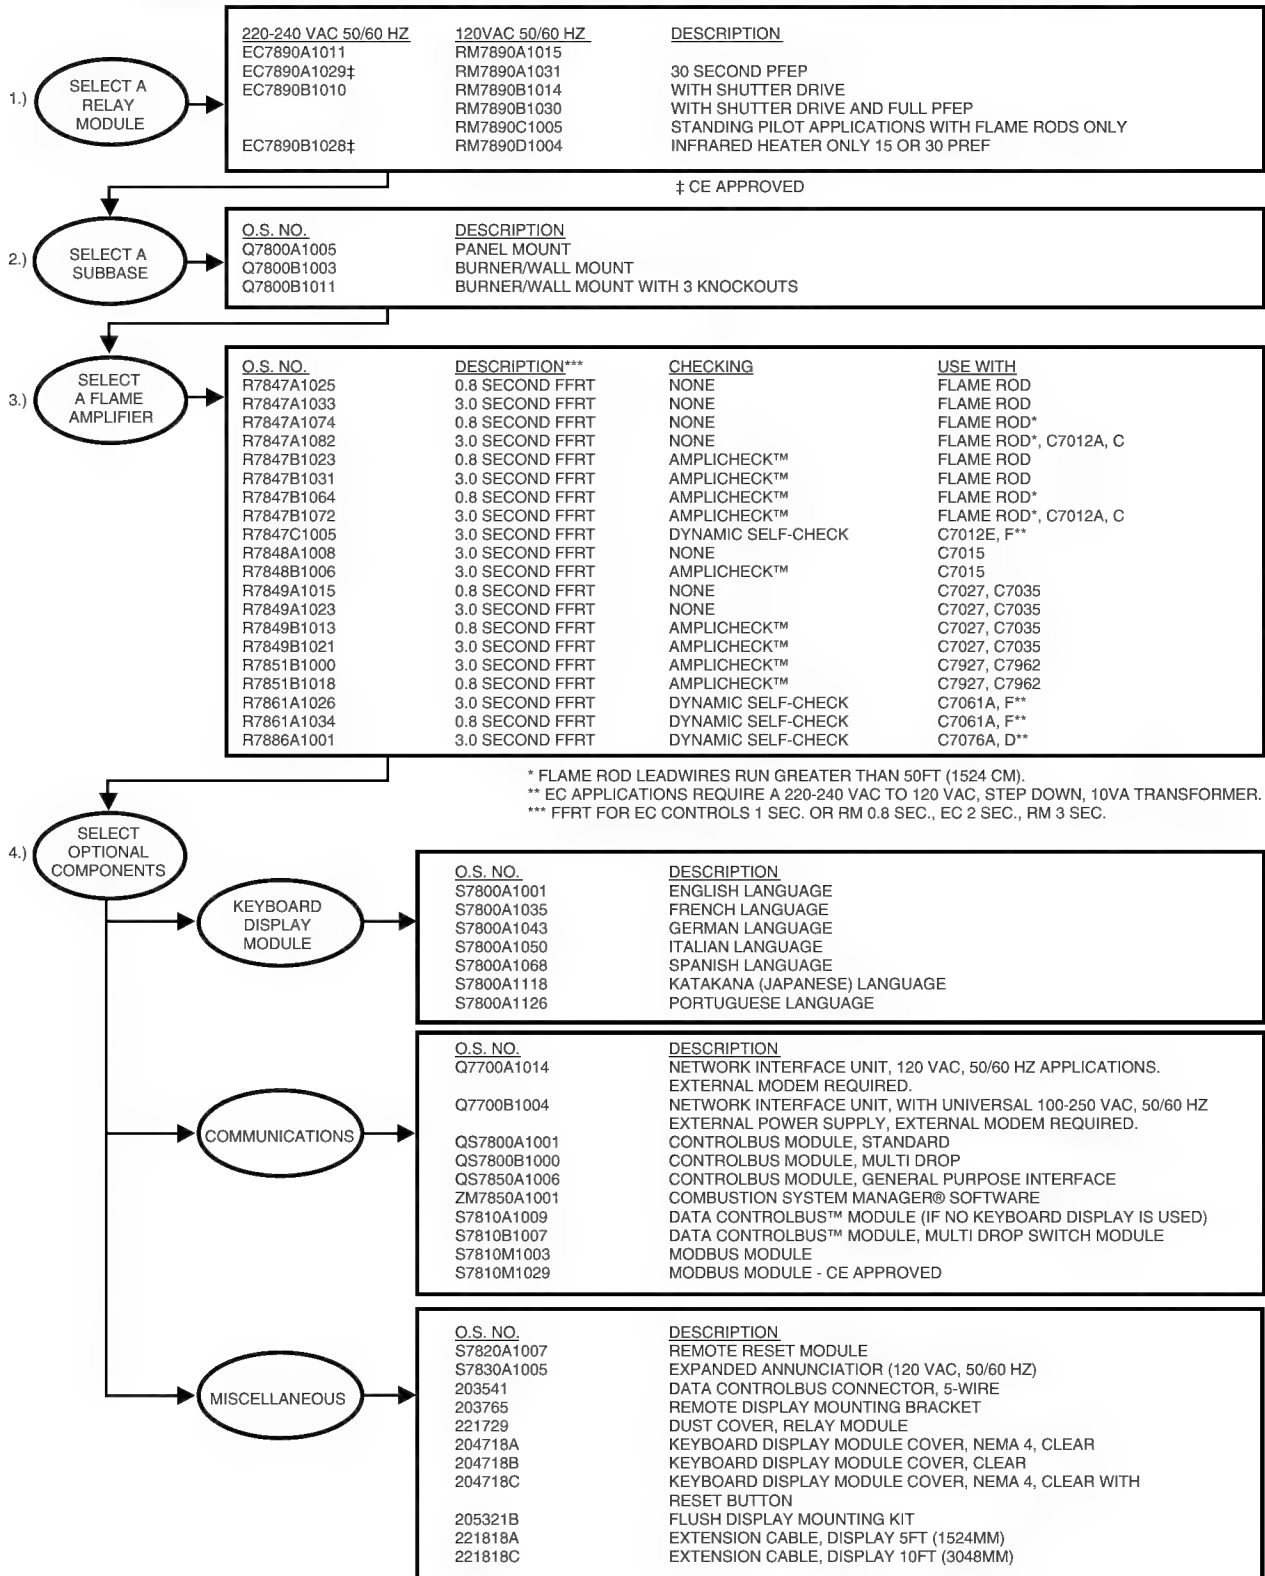 1.)
SELECT A
RELAY
MODULE
220-240 VAC 50/60 HZ 120VAC 50/60 HZ DESCRIPTION
EC7890A1011 RM7890A1015
EC7890A1029‡ RM7890A1031 30 SECOND PFEP
EC7890B1010 RM7890B1014 WITH SHUTTER DRIVE
RM7890B1030 WITH SHUTTER DRIVE AND FULL PFEP
RM7890C1005 STANDING PILOT APPLICATIONS WITH FLAME RODS ONLY
EC7890B1028‡ RM7890D1004 INFRARED HEATER ONLY 15 OR 30 PREF
‡ CE APPROVED
2.)
SELECT A
SUBBASE
O.S. NO. DESCRIPTION
Q7800A1005 PANEL MOUNT
Q7800B1003 BURNER/WALL MOUNT
Q7800B1011 BURNER/WALL MOUNT WITH 3 KNOCKOUTS
3.)
SELECT
A FLAME
AMPLIFIER
O.S. NO. DESCRIPTION*** CHECKING USE WITH
R7847A1025 0.8 SECOND FFRT NONE FLAME ROD
R7847A1033 3.0 SECOND FFRT NONE FLAME ROD
R7847A1074 0.8 SECOND FFRT NONE FLAME ROD*
R7847A1082 3.0 SECOND FFRT NONE FLAME ROD*, C7012A, C
R7847B1023 0.8 SECOND FFRT AMPLICHECK™ FLAME ROD
R7847B1031 3.0 SECOND FFRT AMPLICHECK™ FLAME ROD
R7847B1064 0.8 SECOND FFRT AMPLICHECK™ FLAME ROD*
R7847B1072 3.0 SECOND FFRT AMPLICHECK™ FLAME ROD*, C7012A, C
R7847C1005 3.0 SECOND FFRT DYNAMIC SELF-CHECK C7012E, F**
R7848A1008 3.0 SECOND FFRT NONE C7015
R7848B1006 3.0 SECOND FFRT AMPLICHECK™ C7015
R7849A1015 0.8 SECOND FFRT NONE C7027, C7035
R7849A1023 3.0 SECOND FFRT NONE C7027, C7035
R7849B1013 0.8 SECOND FFRT AMPLICHECK™ C7027, C7035
R7849B1021 3.0 SECOND FFRT AMPLICHECK™ C7027, C7035
R7851B1000 3.0 SECOND FFRT AMPLICHECK™ C7927, C7962
R7851B1018 0.8 SECOND FFRT AMPLICHECK™ C7927, C7962
R7861A1026 3.0 SECOND FFRT DYNAMIC SELF-CHECK C7061A, F**
R7861A1034 0.8 SECOND FFRT DYNAMIC SELF-CHECK C7061A, F**
R7886A1001 3.0 SECOND FFRT DYNAMIC SELF-CHECK C7076A, D**
* FLAME ROD LEADWIRES RUN GREATER THAN 50FT (1524 CM).
** EC APPLICATIONS REQUIRE A 220-240 VAC TO 120 VAC, STEP DOWN, 10VA TRANSFORMER.
*** FFRT FOR EC CONTROLS 1 SEC. OR RM 0.8 SEC., EC 2 SEC., RM 3 SEC.
4.)
SELECT
OPTIONAL
COMPONENTS
KEYBOARD
DISPLAY
MODULE
O.S. NO. DESCRIPTION
S7800A1001 ENGLISH LANGUAGE
S7800A1035 FRENCH LANGUAGE
S7800A1043 GERMAN LANGUAGE
S7800A1050 ITALIAN LANGUAGE
S7800A1068 SPANISH LANGUAGE
S7800A1118 KATAKANA (JAPANESE) LANGUAGE
S7800A1126 PORTUGUESE LANGUAGE
COMMUNICATIONS
O.S. NO. DESCRIPTION
Q7700A1014 NETWORK INTERFACE UNIT, 120 VAC, 50/60 HZ APPLICATIONS.
EXTERNAL MODEM REQUIRED.
Q7700B1004 NETWORK INTERFACE UNIT, WITH UNIVERSAL 100-250 VAC, 50/60 HZ
EXTERNAL POWER SUPPLY, EXTERNAL MODEM REQUIRED.
QS7800A1001 CONTROLBUS MODULE, STANDARD
QS7800B1000 CONTROLBUS MODULE, MULTI DROP
QS7850A1006 CONTROLBUS MODULE, GENERAL PURPOSE INTERFACE
ZM7850A1001 COMBUSTION SYSTEM MANAGER® SOFTWARE
S7810A1009 DATA CONTROLBUS™ MODULE (IF NO KEYBOARD DISPLAY IS USED)
S7810B1007 DATA CONTROLBUS™ MODULE, MULTI DROP SWITCH MODULE
S7810M1003 MODBUS MODULE
S7810M1029 MODBUS MODULE - CE APPROVED
MISCELLANEOUS
O.S. NO. DESCRIPTION
S7820A1007 REMOTE RESET MODULE
S7830A1005 EXPANDED ANNUNCIATIOR (120 VAC, 50/60 HZ)
203541 DATA CONTROLBUS CONNECTOR, 5-WIRE
203765 REMOTE DISPLAY MOUNTING BRACKET
221729 DUST COVER, RELAY MODULE
204718A KEYBOARD DISPLAY MODULE COVER, NEMA 4, CLEAR
204718B KEYBOARD DISPLAY MODULE COVER, CLEAR
204718C KEYBOARD DISPLAY MODULE COVER, NEMA 4, CLEAR WITH
RESET BUTTON
205321B FLUSH DISPLAY MOUNTING KIT
221818A EXTENSION CABLE, DISPLAY 5FT (1524MM)
221818C EXTENSION CABLE, DISPLAY 10FT (3048MM)